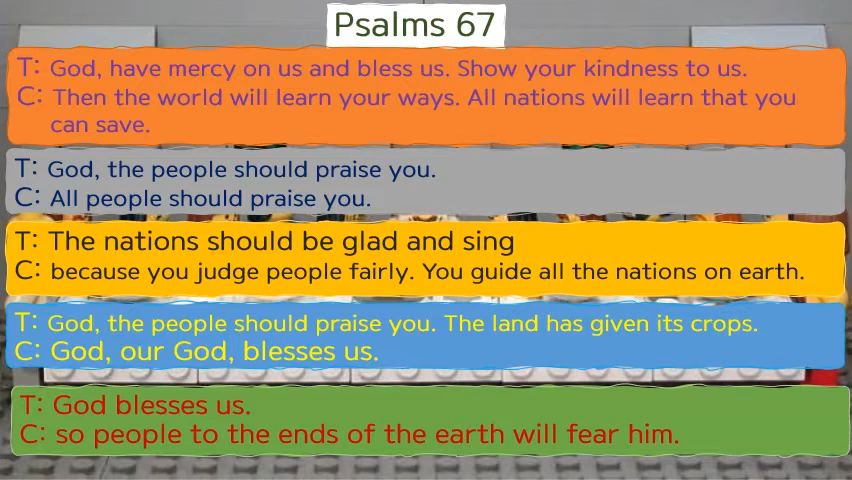 Psalms 67
T: God, have mercy on us and bless us. Show your kindness to us.
C: Then the world will learn your ways. All nations will learn that you
can save.
T: God, the people should praise you.
C: All people should praise you.
T: The nations should be glad and sing
C: because you judge people fairly. You guide all the nations on earth.
T: God, the people should praise you. The land has given its crops.
C: God, our God, blesses us.
T: God blesses us.
C: so people to the ends of the earth will fear him.